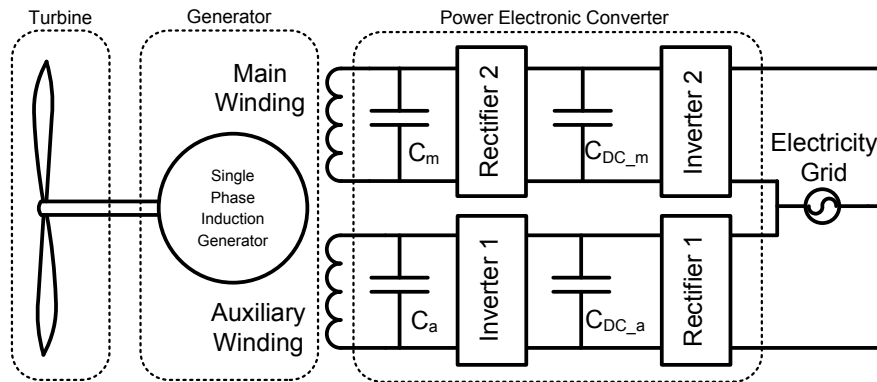 Turbine
Generator
Power Electronic Converter
Main
Winding
Cm
Rectifier 2
CDC_m
Inverter 2
Electricity
Grid
Single
Phase
Induction
Generator
Auxiliary
Winding
Ca
Inverter 1
CDC_a
Rectifier 1